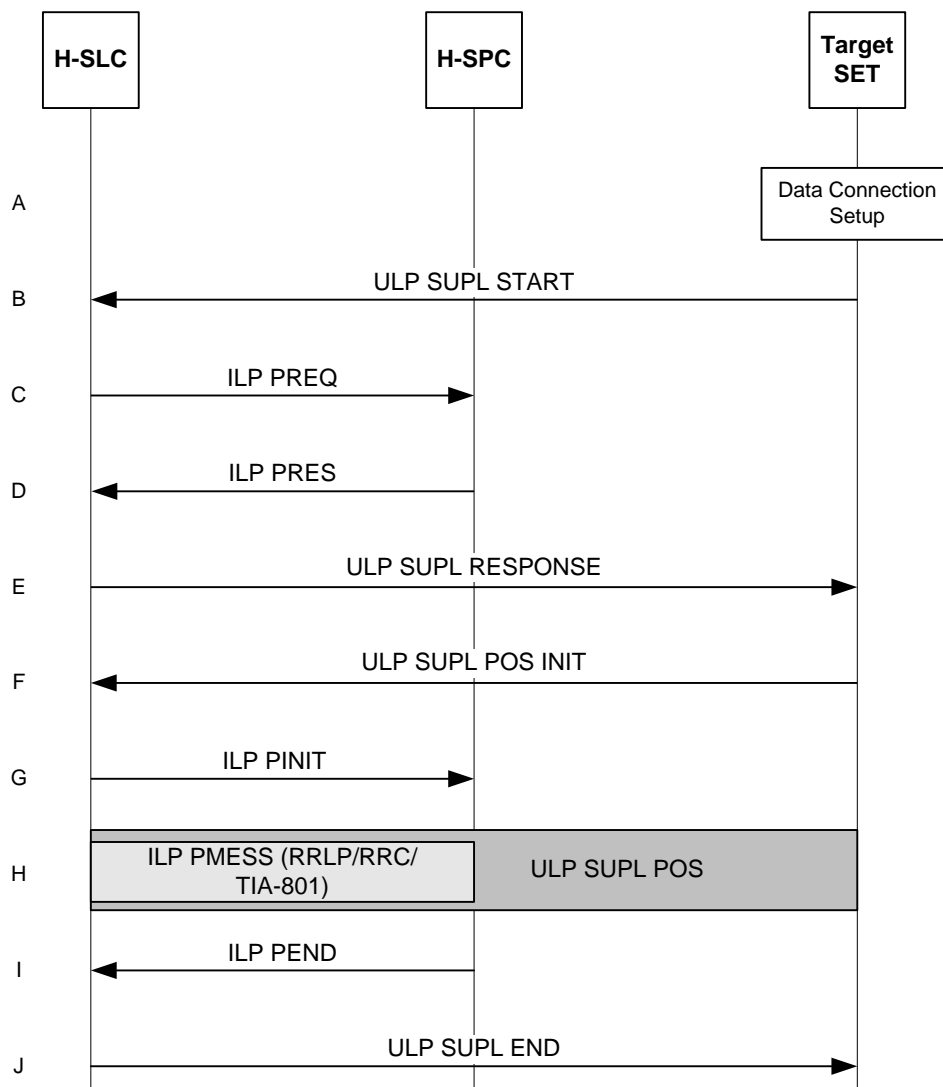 H-SLC
H-SPC
Target
SET
A
Data Connection
Setup
B
ULP SUPL START
C
ILP PREQ
D
ILP PRES
E
ULP SUPL RESPONSE
F
ULP SUPL POS INIT
G
ILP PINIT
H
ILP PMESS (RRLP/RRC/
TIA-801)
ULP SUPL POS
I
ILP PEND
J
ULP SUPL END